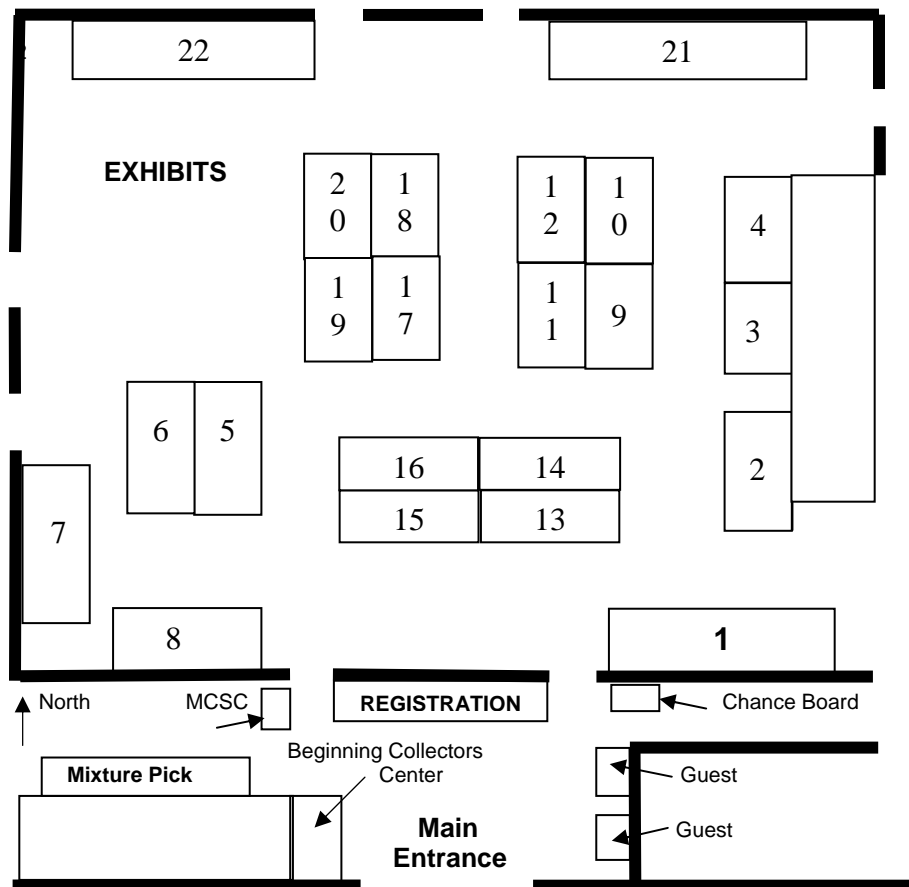 22
21
EXHIBITS
2
0
1
8
1
2
1
0
4
1
9
1
7
1
1
9
3
6
5
16
14
2
15
13
7
8
1
North
MCSC
REGISTRATION
Chance Board
Beginning Collectors
Center
Mixture Pick
Guest
Main
Entrance
Guest